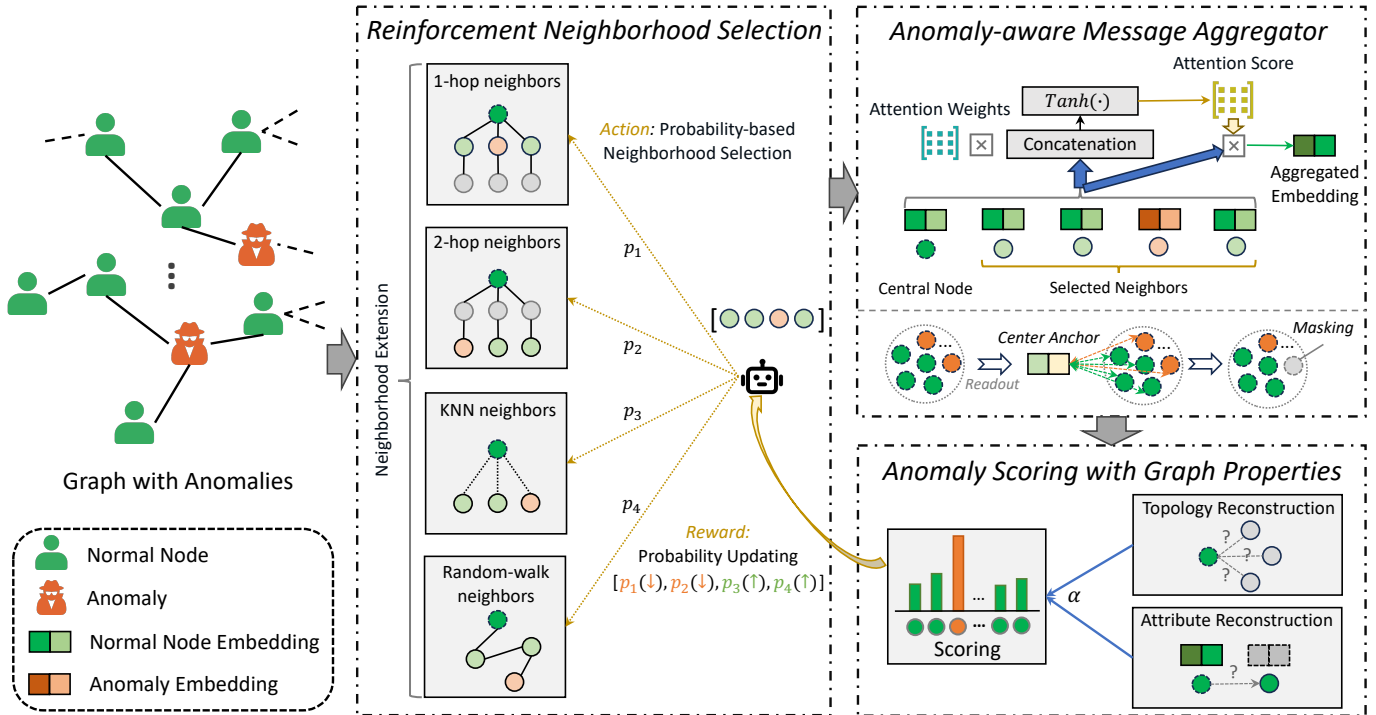 Graph with Anomalies
Normal Node
Anomaly
Normal Node Embedding
Anomaly Embedding
Reinforcement Neighborhood Selection
Neighborhood Extension
1-hop neighbors
2-hop neighbors
KNN neighbors
Random-walk
neighbors
Action: Probability-based
Neighborhood Selection
p₁
p₂
p₃
p₄
[ ]
Reward:
Probability Updating
[p₁(↓), p₂(↓), p₃(↑), p₄(↑)]
Anomaly-aware Message Aggregator
Attention Score
Attention Weights
Tanh(·)
Concatenation
Aggregated
Embedding
...
Central Node
Selected Neighbors
Center Anchor
Masking
Readout
...
...
...
Anomaly Scoring with Graph Properties
Scoring
...
...
α
Topology Reconstruction
?
?
?
Attribute Reconstruction
?